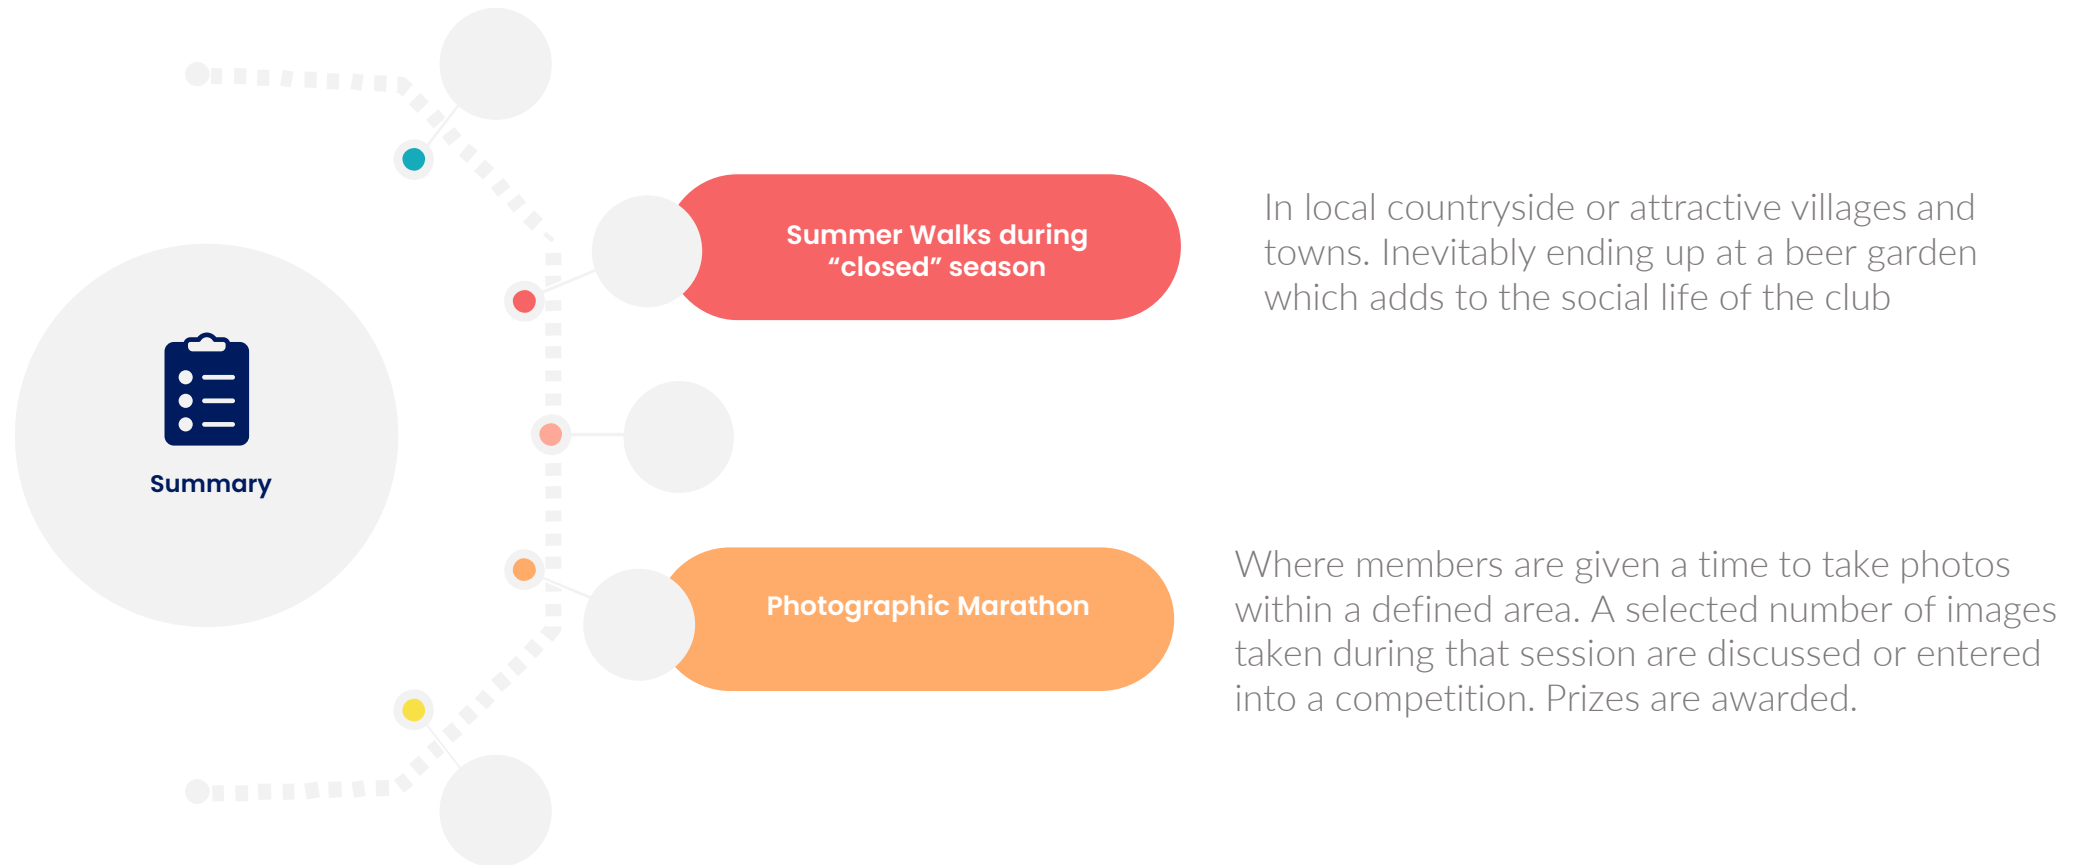 Summary
Summer Walks during
“closed” season
In local countryside or attractive villages and
towns. Inevitably ending up at a beer garden
which adds to the social life of the club
Photographic Marathon
Where members are given a time to take photos
within a defined area. A selected number of images
taken during that session are discussed or entered
into a competition. Prizes are awarded.